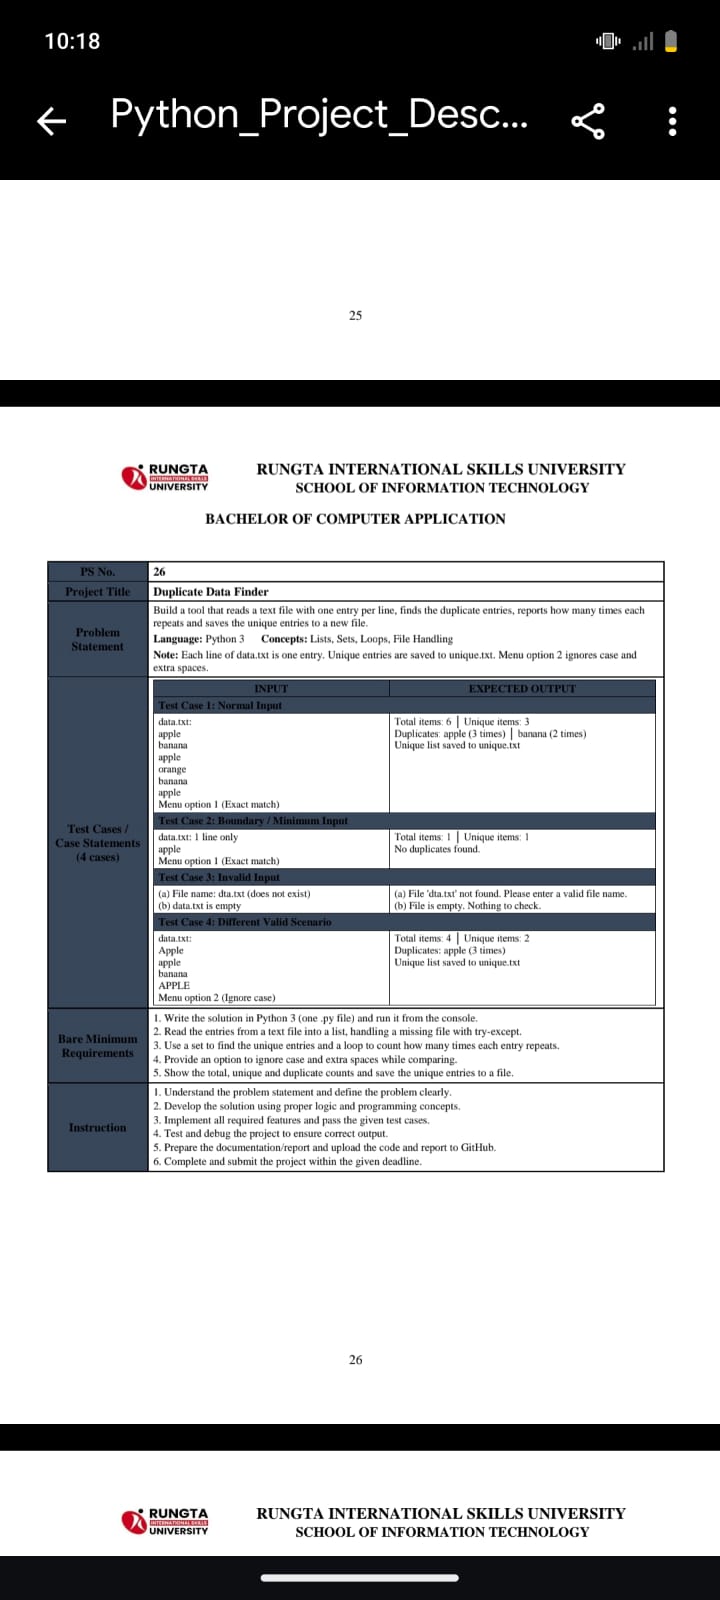 10:18
Python_Project_Desc...
25
RUNGTA
INTERNATIONAL SKILLS
UNIVERSITY
RUNGTA INTERNATIONAL SKILLS UNIVERSITY
SCHOOL OF INFORMATION TECHNOLOGY
BACHELOR OF COMPUTER APPLICATION
PS No.
26
Project Title
Duplicate Data Finder
Problem
Statement
Build a tool that reads a text file with one entry per line, finds the duplicate entries, reports how many times each
repeats and saves the unique entries to a new file.
Language: Python 3 Concepts: Lists, Sets, Loops, File Handling
Note: Each line of data.txt is one entry. Unique entries are saved to unique.txt. Menu option 2 ignores case and
extra spaces.
Test Cases /
Case Statements
(4 cases)
INPUT
EXPECTED OUTPUT
Test Case 1: Normal Input
data.txt:
apple
banana
apple
orange
banana
apple
Menu option 1 (Exact match)
Total items: 6 | Unique items: 3
Duplicates: apple (3 times) | banana (2 times)
Unique list saved to unique.txt
Test Case 2: Boundary / Minimum Input
data.txt: 1 line only
apple
Menu option 1 (Exact match)
Total items: 1 | Unique items: 1
No duplicates found.
Test Case 3: Invalid Input
(a) File name: dta.txt (does not exist)
(b) data.txt is empty
(a) File 'dta.txt' not found. Please enter a valid file name.
(b) File is empty. Nothing to check.
Test Case 4: Different Valid Scenario
data.txt:
Apple
apple
banana
APPLE
Menu option 2 (Ignore case)
Total items: 4 | Unique items: 2
Duplicates: apple (3 times)
Unique list saved to unique.txt
Bare Minimum
Requirements
1. Write the solution in Python 3 (one .py file) and run it from the console.
2. Read the entries from a text file into a list, handling a missing file with try-except.
3. Use a set to find the unique entries and a loop to count how many times each entry repeats.
4. Provide an option to ignore case and extra spaces while comparing.
5. Show the total, unique and duplicate counts and save the unique entries to a file.
Instruction
1. Understand the problem statement and define the problem clearly.
2. Develop the solution using proper logic and programming concepts.
3. Implement all required features and pass the given test cases.
4. Test and debug the project to ensure correct output.
5. Prepare the documentation/report and upload the code and report to GitHub.
6. Complete and submit the project within the given deadline.
26
RUNGTA
INTERNATIONAL SKILLS
UNIVERSITY
RUNGTA INTERNATIONAL SKILLS UNIVERSITY
SCHOOL OF INFORMATION TECHNOLOGY